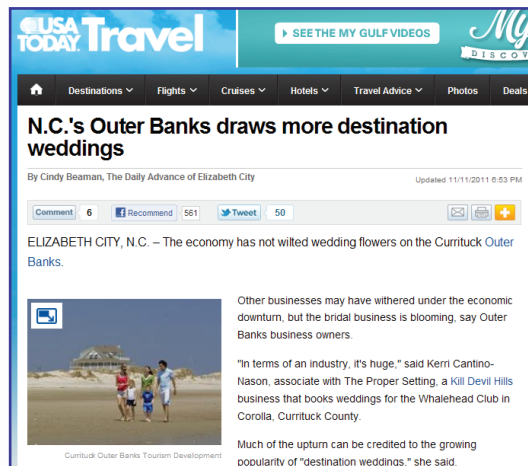 USA
TODAY Travel
SEE THE MY GULF VIDEOS
My
DISCOV
Destinations Flights Cruises Hotels Travel Advice Photos Deals
N.C.'s Outer Banks draws more destination
weddings
By Cindy Beaman, The Daily Advance of Elizabeth City
Updated 11/11/2011 6:53 PM
Comment 6 Recommend 561 Tweet 50
ELIZABETH CITY, N.C. – The economy has not wilted wedding flowers on the Currituck Outer
Banks.
Other businesses may have withered under the economic
downturn, but the bridal business is blooming, say Outer
Banks business owners.
"In terms of an industry, it's huge," said Kerri Cantino-
Nason, associate with The Proper Setting, a Kill Devil Hills
business that books weddings for the Whalehead Club in
Corolla, Currituck County.
Currituck Outer Banks Tourism Development
Much of the upturn can be credited to the growing
popularity of "destination weddings," she said.